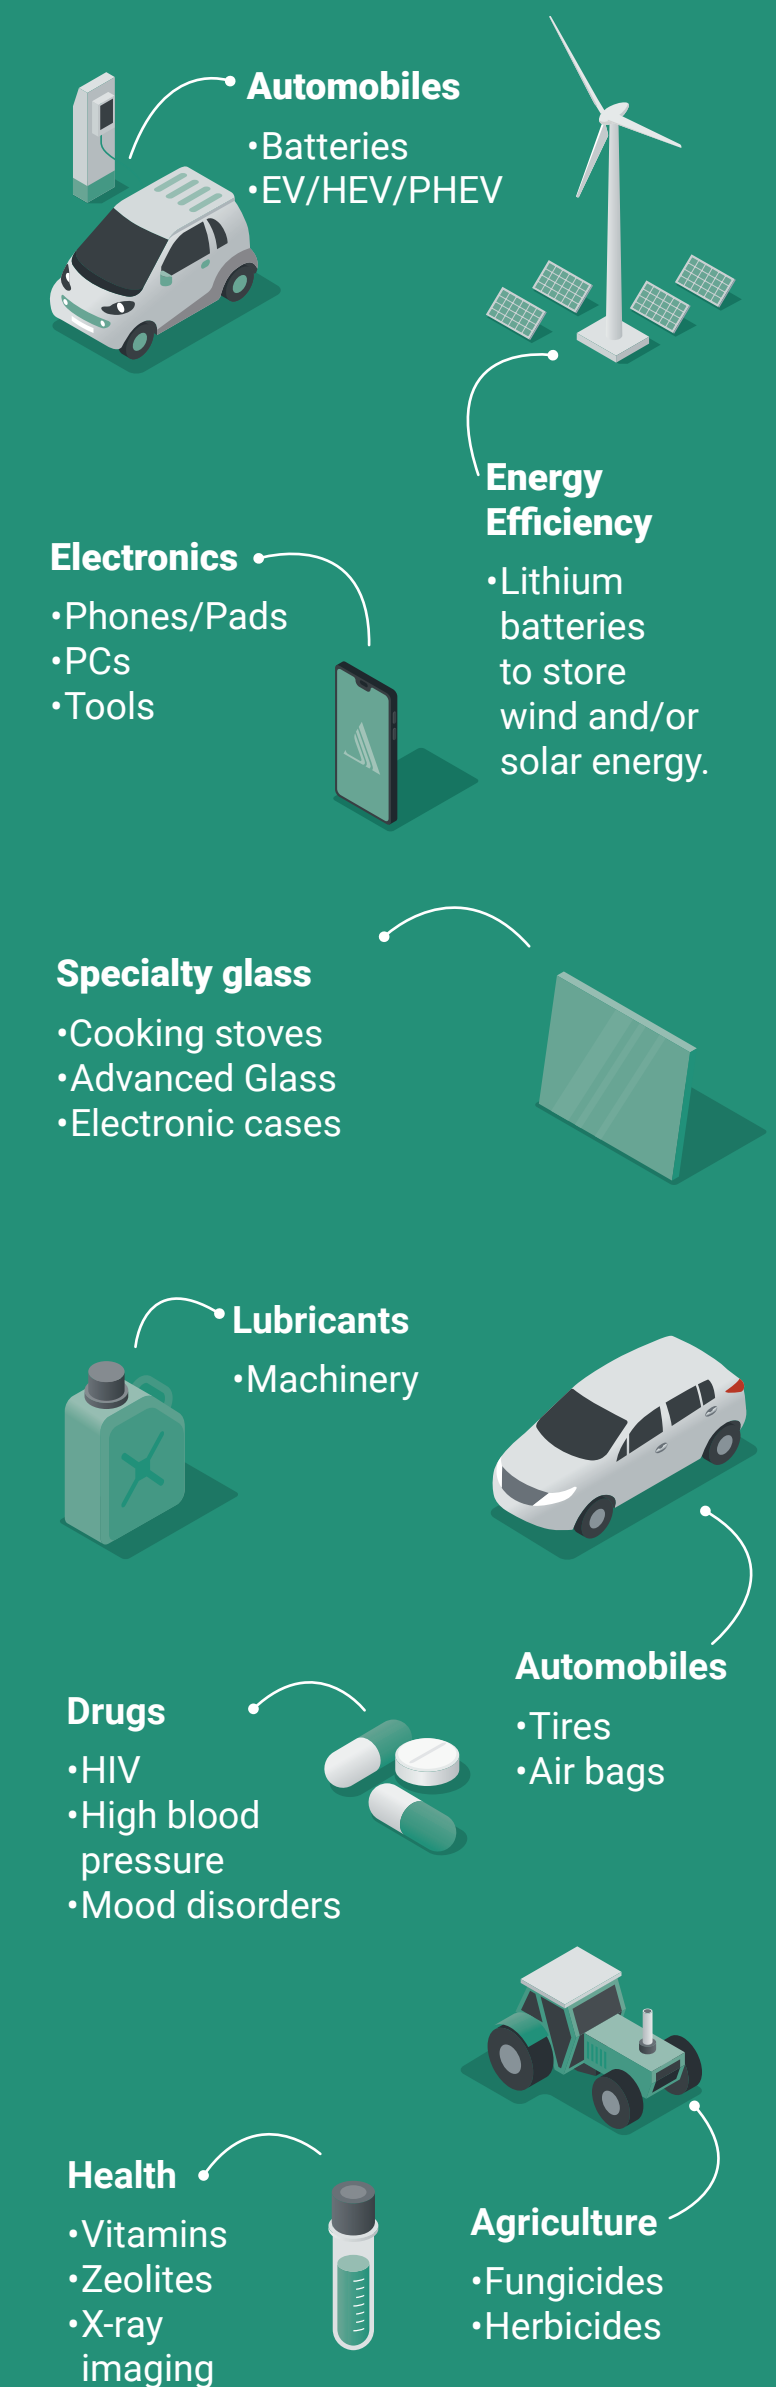 Automobiles
•Batteries
•EV/HEV/PHEV
Energy
Efficiency
•Lithium
batteries
to store
wind and/or
solar energy.
Electronics
•Phones/Pads
•PCs
•Tools
Specialty glass
•Cooking stoves
•Advanced Glass
•Electronic cases
Lubricants
•Machinery
Automobiles
•Tires
•Air bags
Drugs
•HIV
•High blood
pressure
•Mood disorders
Health
•Vitamins
•Zeolites
•X-ray
imaging
Agriculture
•Fungicides
•Herbicides